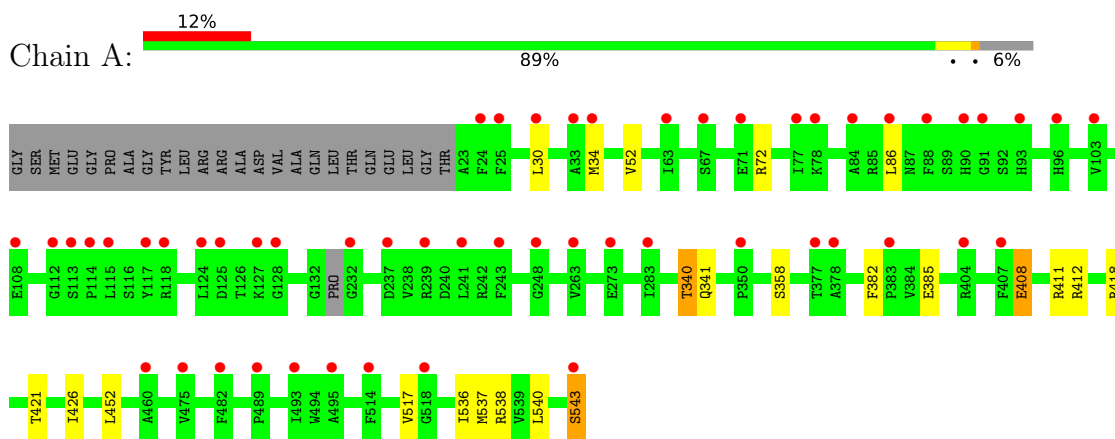 12%
Chain A:
89% • • 6%
GLY SER MET GLU GLY PRO ALA GLY TYR LEU ARG ARG ALA ASP VAL ALA GLN LEU THR GLN GLU LEU GLY THR A23 F24 F25 L30 A33 M34 V52 I63 S67 E71 R72 I77 K78 A84 R85 L86 N87 F88 S89 H90 G91 S92 H93 H96 V103
E108 G112 S113 P114 L115 S116 Y117 R118 L124 D125 T126 K127 G128 G132 PRO G232 D237 V238 R239 D240 L241 R242 F243 G248 V263 E273 I283 T340 Q341 P350 S358 T377 A378 F382 P383 V384 E385 R404 F407 E408 R411 R412
T421 I426 L452 A460 V475 F482 P489 I493 W494 A495 F514 V517 G518 I536 M537 R538 V539 L540 S543